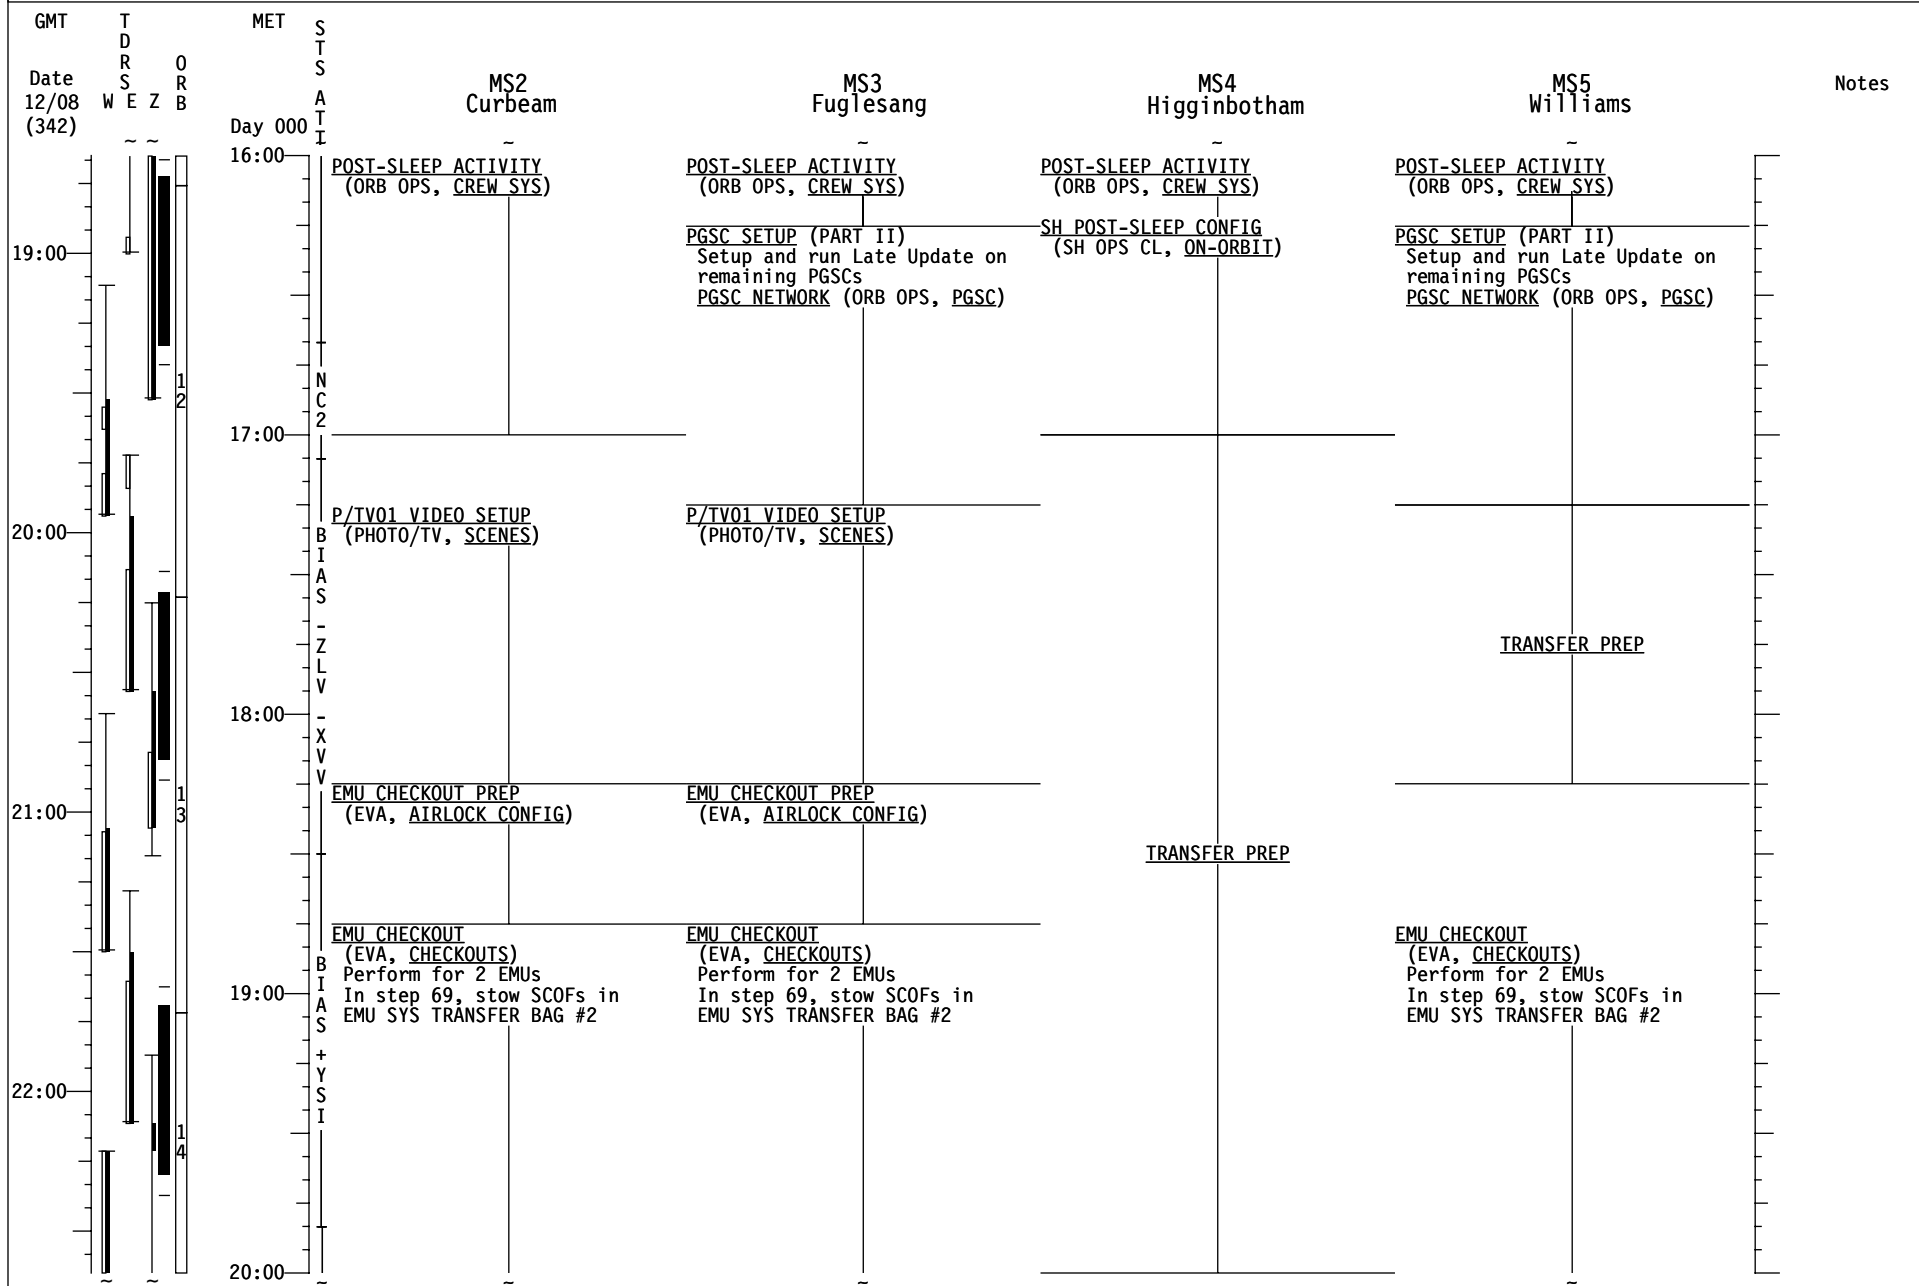 GMT
TDRS
MET
STS ATT
ORB
Date
12/08
(342)
W E Z
Day 000
MS2
Curbeam
MS3
Fuglesang
MS4
Higginbotham
MS5
Williams
Notes
~ ~ ~ ~ ~ ~
16:00
POST-SLEEP ACTIVITY
(ORB OPS, CREW SYS)
POST-SLEEP ACTIVITY
(ORB OPS, CREW SYS)
PGSC SETUP (PART II)
Setup and run Late Update on
remaining PGSCs
PGSC NETWORK (ORB OPS, PGSC)
POST-SLEEP ACTIVITY
(ORB OPS, CREW SYS)
SH POST-SLEEP CONFIG
(SH OPS CL, ON-ORBIT)
POST-SLEEP ACTIVITY
(ORB OPS, CREW SYS)
PGSC SETUP (PART II)
Setup and run Late Update on
remaining PGSCs
PGSC NETWORK (ORB OPS, PGSC)
19:00
12
NC2
17:00
P/TV01 VIDEO SETUP
(PHOTO/TV, SCENES)
P/TV01 VIDEO SETUP
(PHOTO/TV, SCENES)
20:00
BIAS -ZLV -XVV
TRANSFER PREP
18:00
EMU CHECKOUT PREP
(EVA, AIRLOCK CONFIG)
EMU CHECKOUT PREP
(EVA, AIRLOCK CONFIG)
21:00
13
TRANSFER PREP
EMU CHECKOUT
(EVA, CHECKOUTS)
Perform for 2 EMUs
In step 69, stow SCOFs in
EMU SYS TRANSFER BAG #2
EMU CHECKOUT
(EVA, CHECKOUTS)
Perform for 2 EMUs
In step 69, stow SCOFs in
EMU SYS TRANSFER BAG #2
EMU CHECKOUT
(EVA, CHECKOUTS)
Perform for 2 EMUs
In step 69, stow SCOFs in
EMU SYS TRANSFER BAG #2
19:00
BIAS +YSI
22:00
14
20:00
~ ~ ~ ~ ~ ~